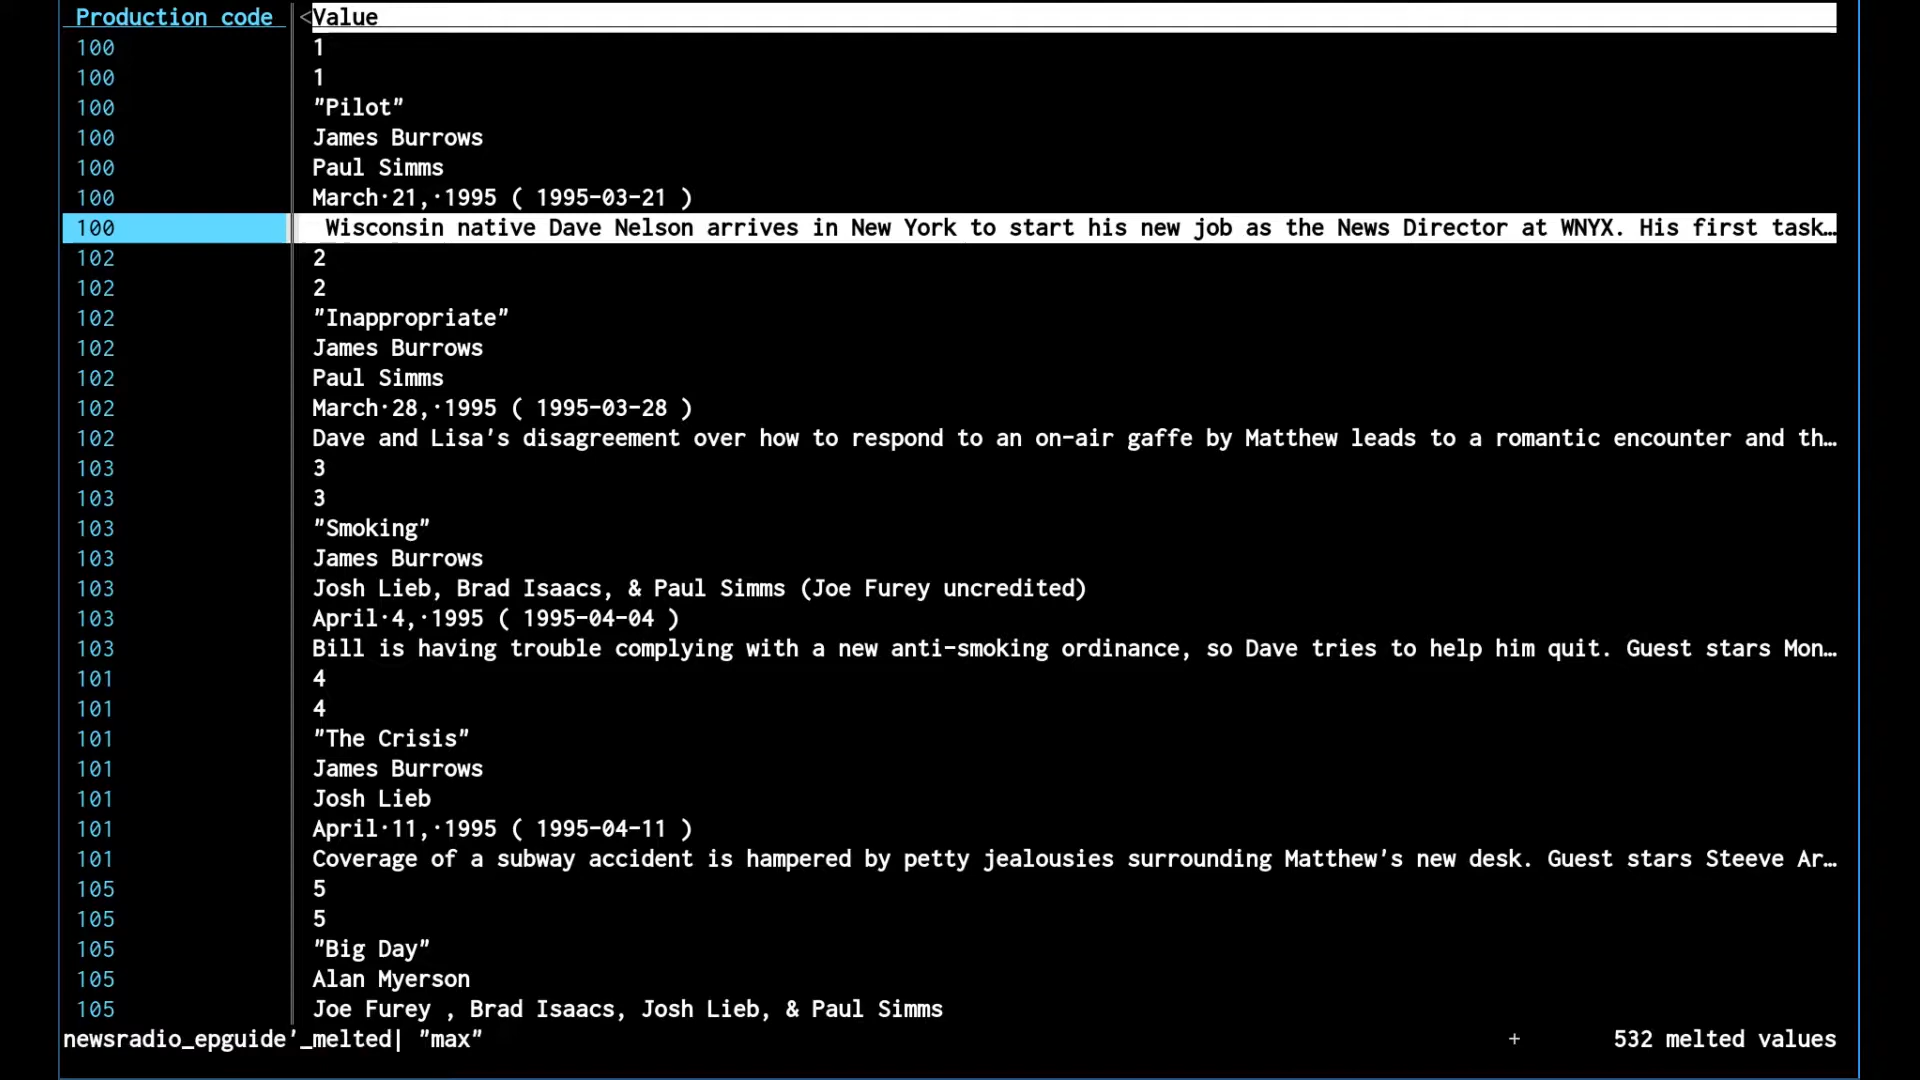 Production code <Value
100 1
100 1
100 "Pilot"
100 James Burrows
100 Paul Simms
100 March·21,·1995 ( 1995-03-21 )
100 Wisconsin native Dave Nelson arrives in New York to start his new job as the News Director at WNYX. His first task…
102 2
102 2
102 "Inappropriate"
102 James Burrows
102 Paul Simms
102 March·28,·1995 ( 1995-03-28 )
102 Dave and Lisa's disagreement over how to respond to an on-air gaffe by Matthew leads to a romantic encounter and th…
103 3
103 3
103 "Smoking"
103 James Burrows
103 Josh Lieb, Brad Isaacs, & Paul Simms (Joe Furey uncredited)
103 April·4,·1995 ( 1995-04-04 )
103 Bill is having trouble complying with a new anti-smoking ordinance, so Dave tries to help him quit. Guest stars Mon…
101 4
101 4
101 "The Crisis"
101 James Burrows
101 Josh Lieb
101 April·11,·1995 ( 1995-04-11 )
101 Coverage of a subway accident is hampered by petty jealousies surrounding Matthew's new desk. Guest stars Steeve Ar…
105 5
105 5
105 "Big Day"
105 Alan Myerson
105 Joe Furey , Brad Isaacs, Josh Lieb, & Paul Simms
newsradio_epguide'_melted| "max" + 532 melted values